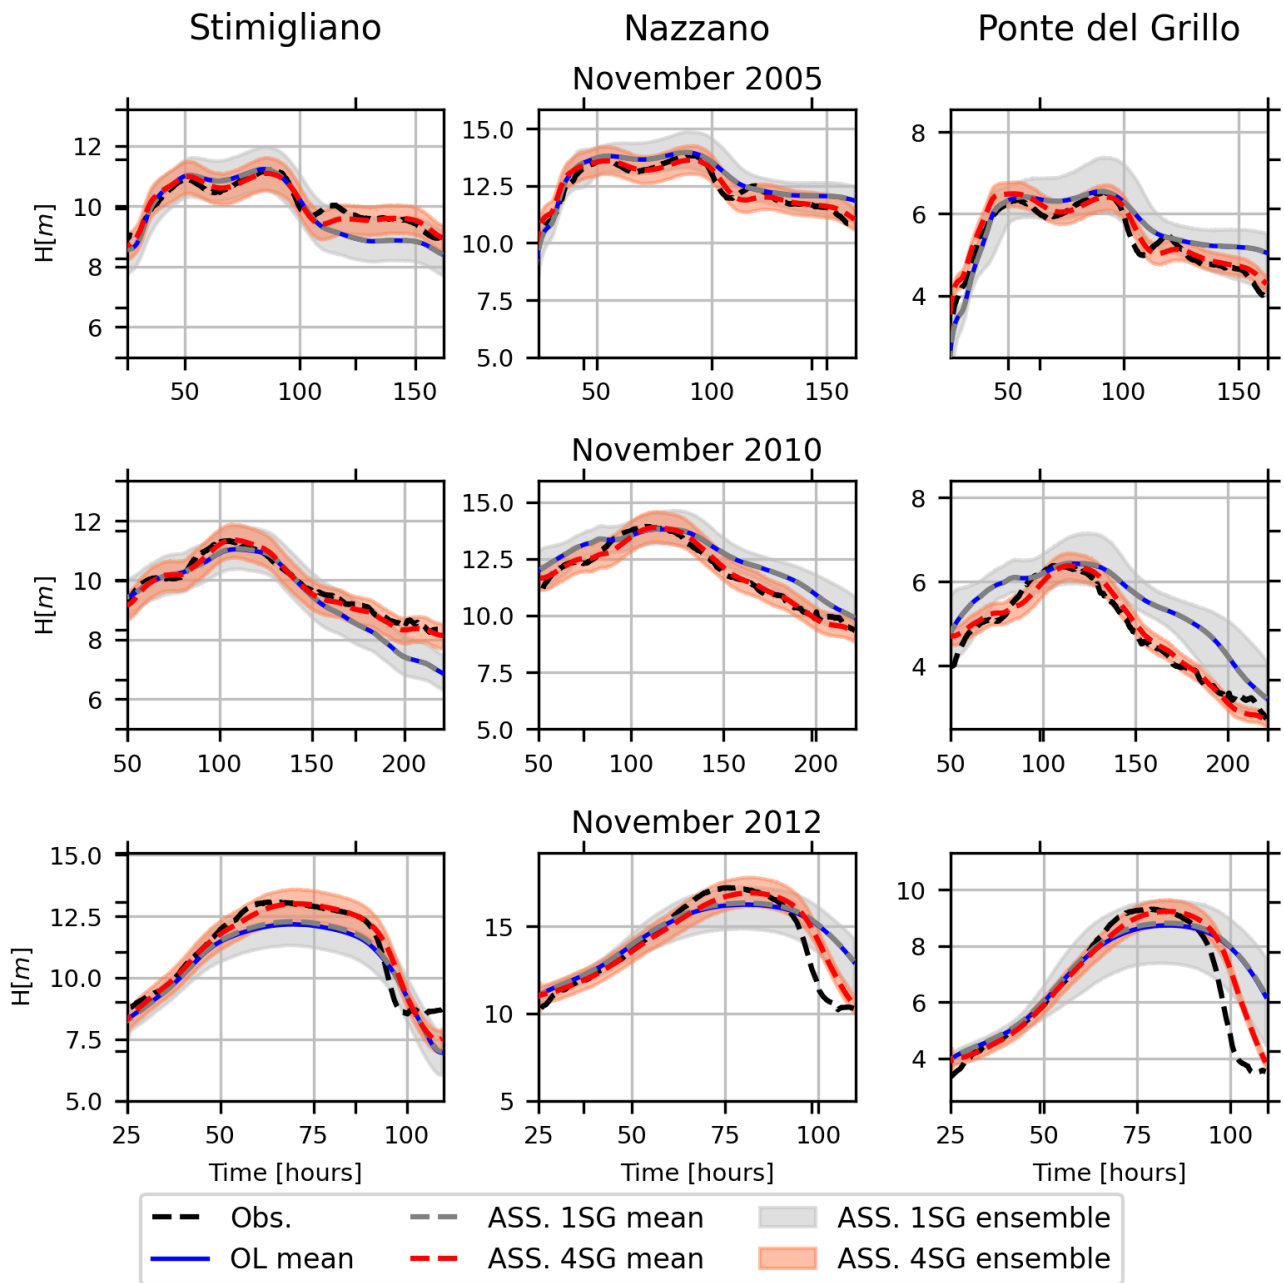 Stimigliano Nazzano Ponte del Grillo
November 2005
12 10 8 6 H[m] 50 100 150
15.0 12.5 10.0 7.5 5.0 50 100 150
8 6 4 50 100 150
November 2010
12 10 8 6 H[m] 50 100 150 200
15.0 12.5 10.0 7.5 5.0 50 100 150 200
8 6 4 50 100 150 200
November 2012
15.0 12.5 10.0 7.5 5.0 H[m] 25 50 75 100
15 10 5 25 50 75 100
10 8 6 4 25 50 75 100
Time [hours] Time [hours] Time [hours]
Obs. ASS. 1SG mean ASS. 1SG ensemble
OL mean ASS. 4SG mean ASS. 4SG ensemble